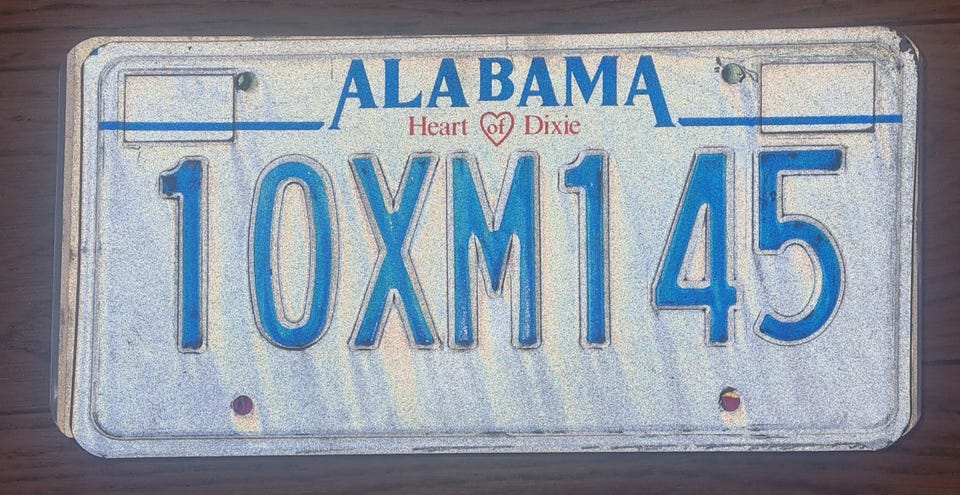 ALABAMA
Heart of Dixie
10XM145